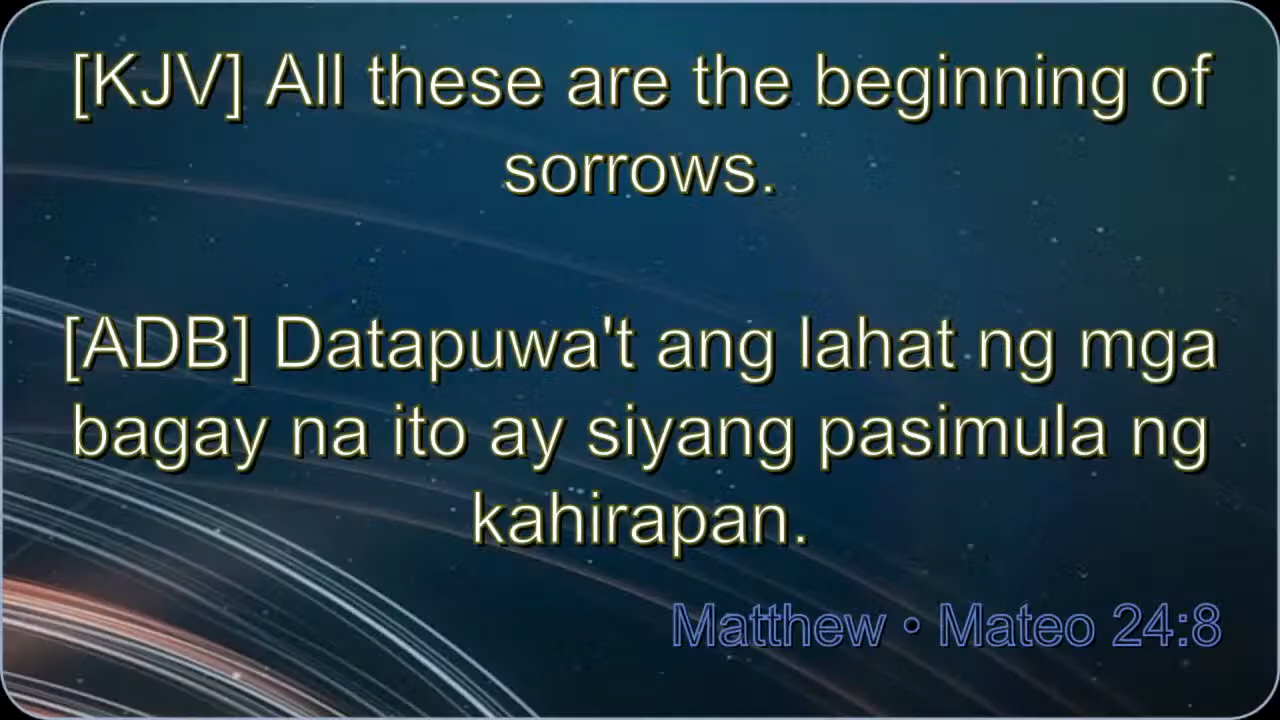 [KJV] All these are the beginning of
sorrows.
[ADB] Datapuwa't ang lahat ng mga
bagay na ito ay siyang pasimula ng
kahirapan.
Matthew • Mateo 24:8